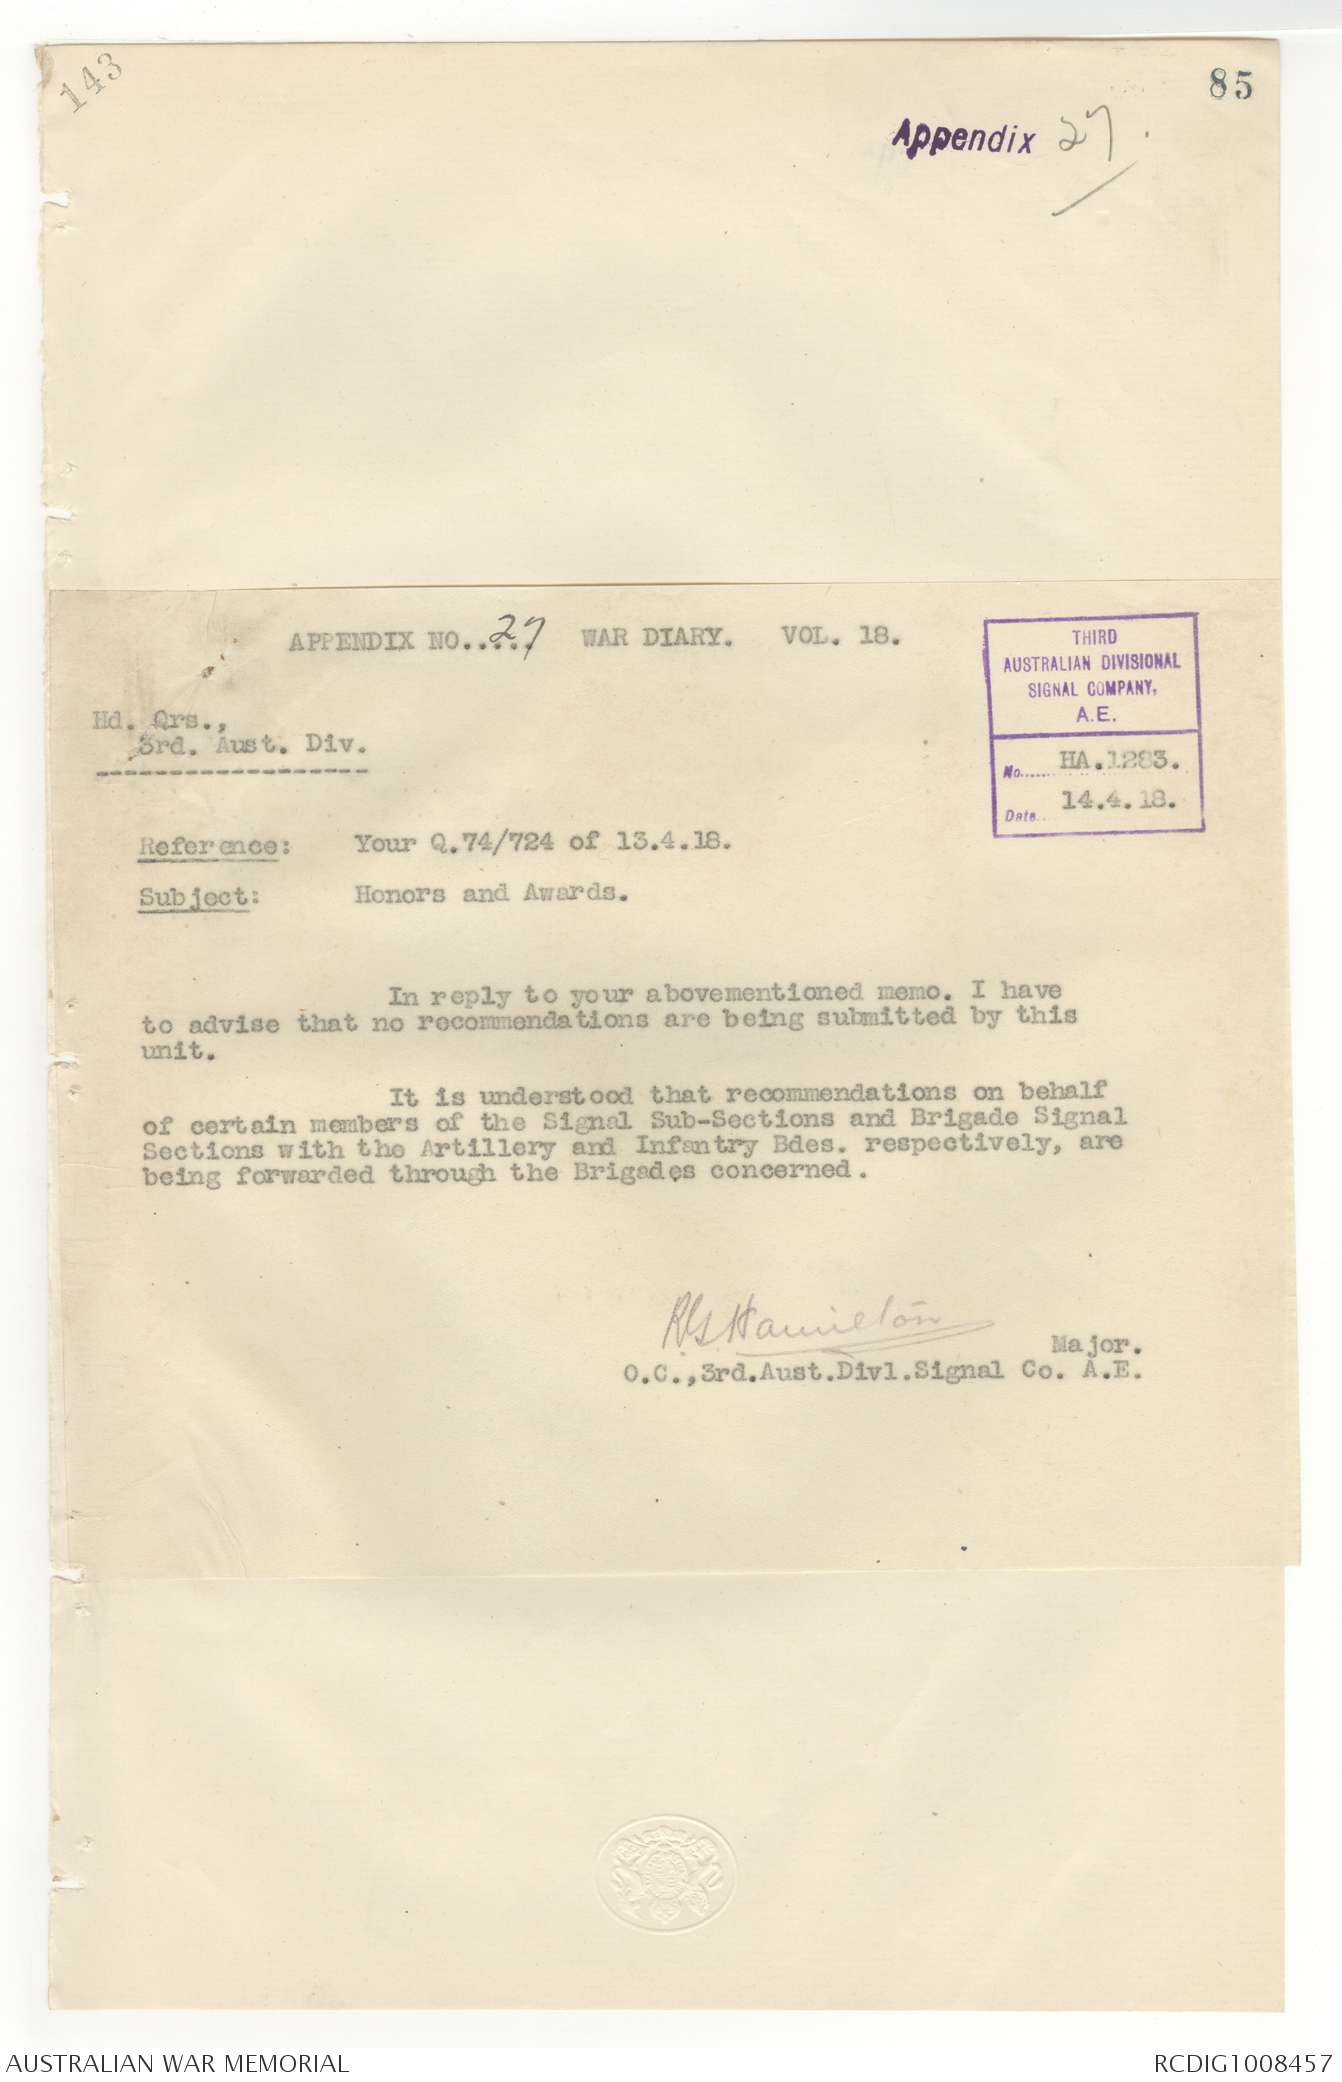 143
85
Appendix 27.
APPENDIX NO..27.. WAR DIARY. VOL. 18.
THIRD
AUSTRALIAN DIVISIONAL
SIGNAL COMPANY,
A.E.
No...... HA.1283.
Date.. 14.4.18.
Hd. Qrs.,
3rd. Aust. Div.
Reference: Your Q.74/724 of 13.4.18.
Subject: Honors and Awards.
In reply to your abovementioned memo. I have
to advise that no recommendations are being submitted by this
unit.
It is understood that recommendations on behalf
of certain members of the Signal Sub-Sections and Brigade Signal
Sections with the Artillery and Infantry Bdes. respectively, are
being forwarded through the Brigades concerned.
R.G. Hamilton
Major.
O.C.,3rd.Aust.Divl.Signal Co. A.E.
AUSTRALIAN WAR MEMORIAL
RCDIG1008457